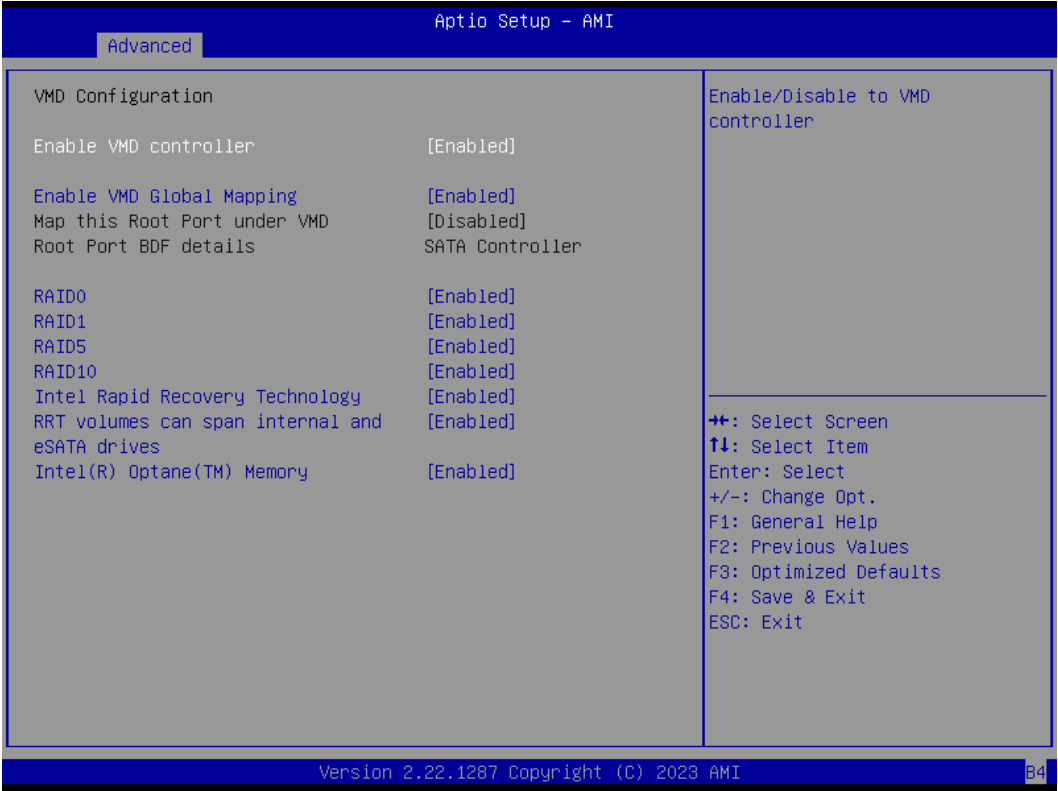 Aptio Setup – AMI
Advanced
VMD Configuration
Enable VMD controller [Enabled]
Enable VMD Global Mapping [Enabled]
Map this Root Port under VMD [Disabled]
Root Port BDF details SATA Controller
RAID0 [Enabled]
RAID1 [Enabled]
RAID5 [Enabled]
RAID10 [Enabled]
Intel Rapid Recovery Technology [Enabled]
RRT volumes can span internal and [Enabled]
eSATA drives
Intel(R) Optane(TM) Memory [Enabled]
Enable/Disable to VMD
controller
→←: Select Screen
↑↓: Select Item
Enter: Select
+/-: Change Opt.
F1: General Help
F2: Previous Values
F3: Optimized Defaults
F4: Save & Exit
ESC: Exit
Version 2.22.1287 Copyright (C) 2023 AMI
B4